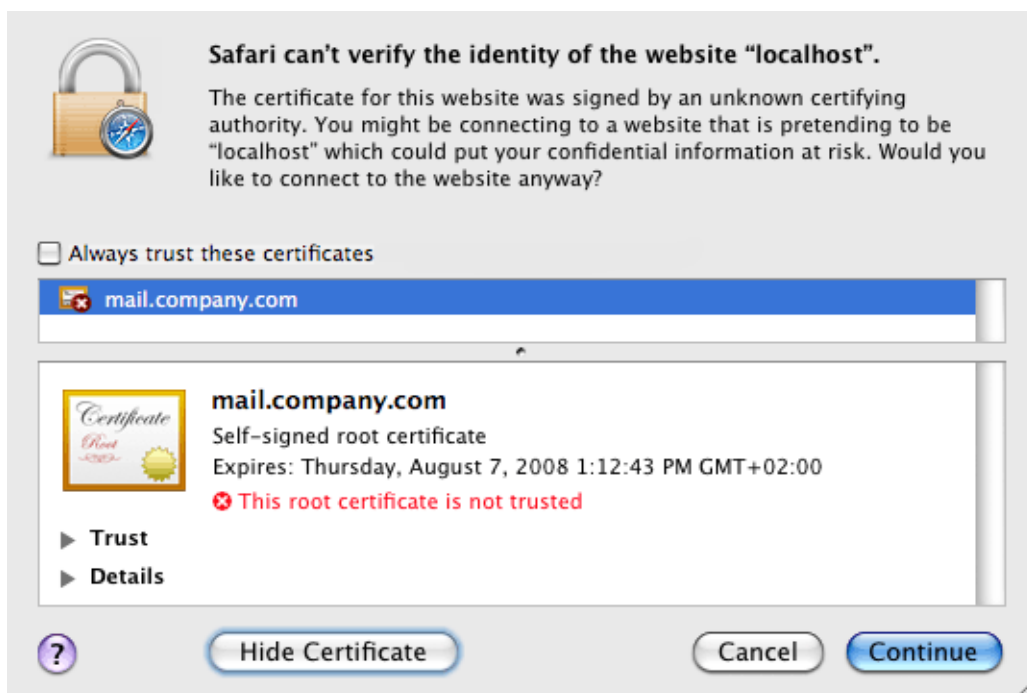 Safari can’t verify the identity of the website “localhost”.
The certificate for this website was signed by an unknown certifying
authority. You might be connecting to a website that is pretending to be
“localhost” which could put your confidential information at risk. Would you
like to connect to the website anyway?
Always trust these certificates
mail.company.com
Certificate
Root
mail.company.com
Self-signed root certificate
Expires: Thursday, August 7, 2008 1:12:43 PM GMT+02:00
This root certificate is not trusted
Trust
Details
?
Hide Certificate
Cancel
Continue